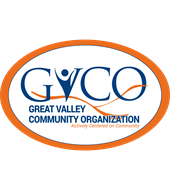 GVCO
GREAT VALLEY
COMMUNITY ORGANIZATION
Actively Centered on Community